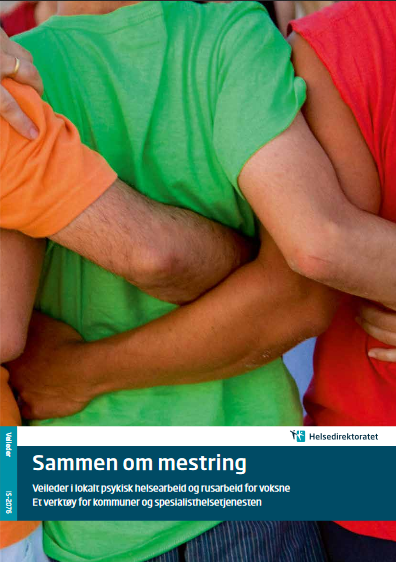 Helsedirektoratet
Veileder
IS-2076
Sammen om mestring
Veileder i lokalt psykisk helsearbeid og rusarbeid for voksne
Et verktøy for kommuner og spesialisthelsetjenesten